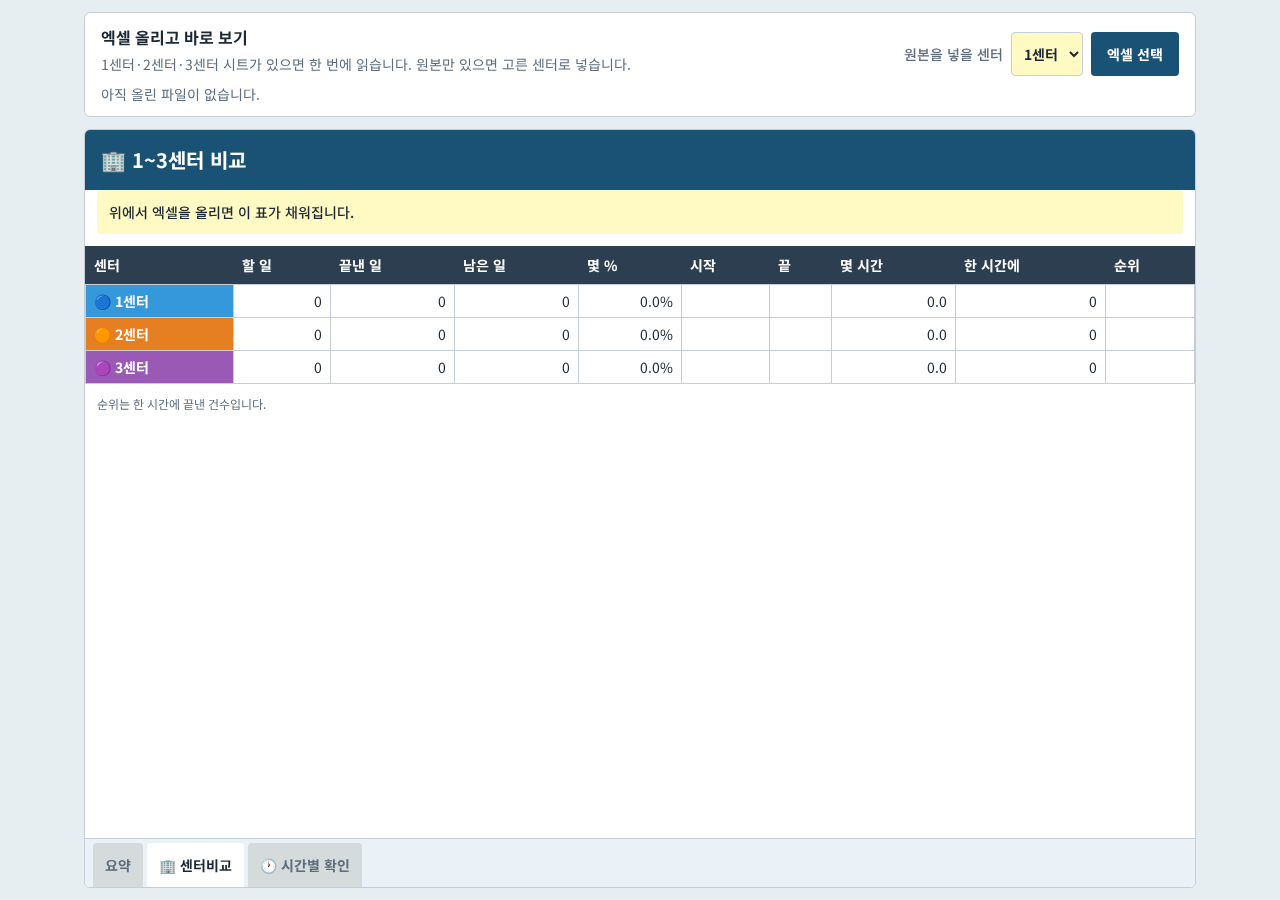 엑셀 올리고 바로 보기
1센터·2센터·3센터 시트가 있으면 한 번에 읽습니다. 원본만 있으면 고른 센터로 넣습니다.
아직 올린 파일이 없습니다.
원본을 넣을 센터 1센터 엑셀 선택
🏢 1~3센터 비교
위에서 엑셀을 올리면 이 표가 채워집니다.
센터 할 일 끝낸 일 남은 일 몇 % 시작 끝 몇 시간 한 시간에 순위
🔵 1센터 0 0 0 0.0% 0.0 0
🟠 2센터 0 0 0 0.0% 0.0 0
🟣 3센터 0 0 0 0.0% 0.0 0
순위는 한 시간에 끝낸 건수입니다.
요약 🏢 센터비교 🕐 시간별 확인